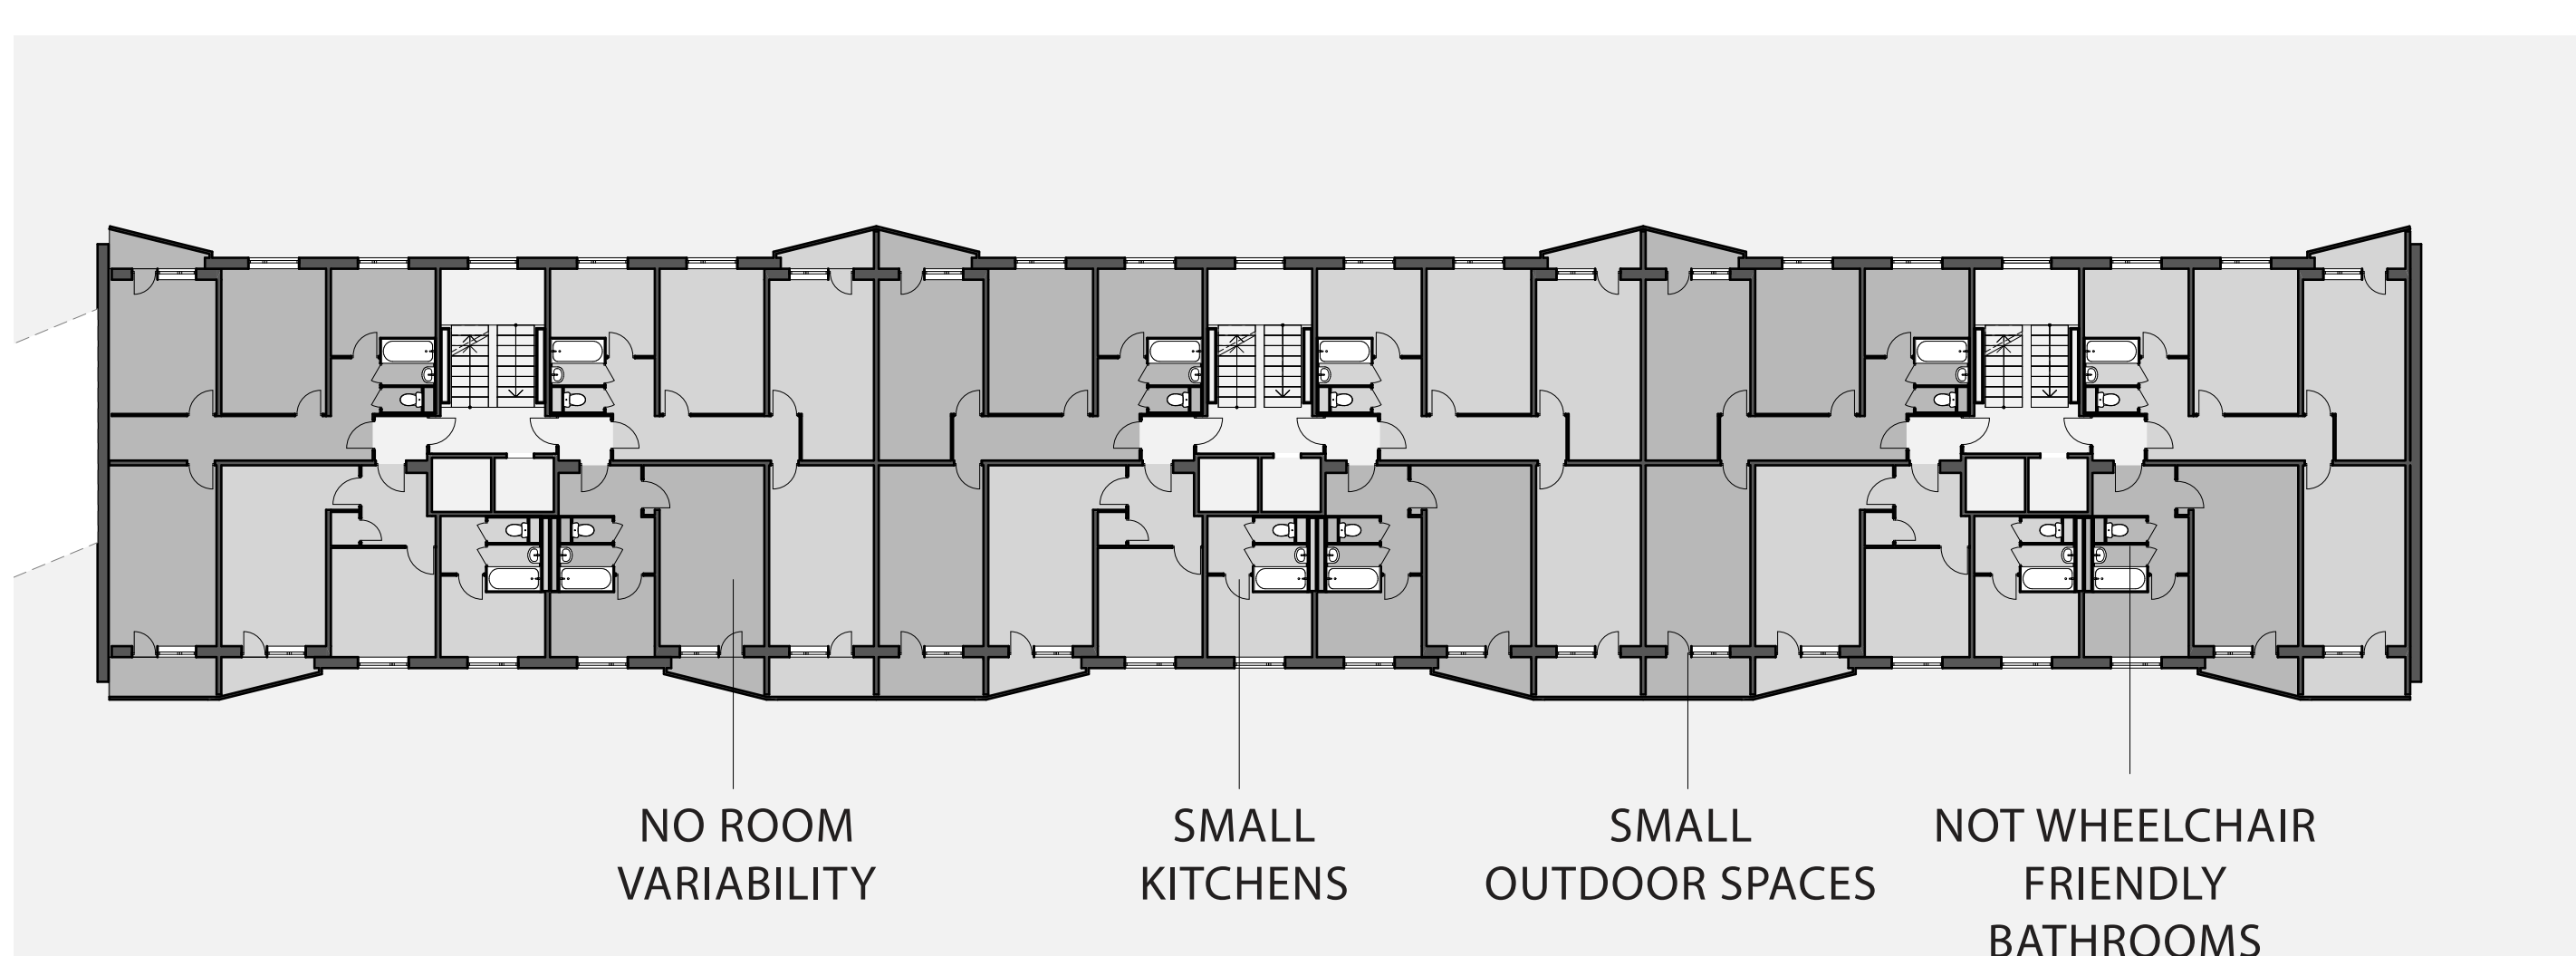 NO ROOM
VARIABILITY
SMALL
KITCHENS
SMALL
OUTDOOR SPACES
NOT WHEELCHAIR
FRIENDLY
BATHROOMS